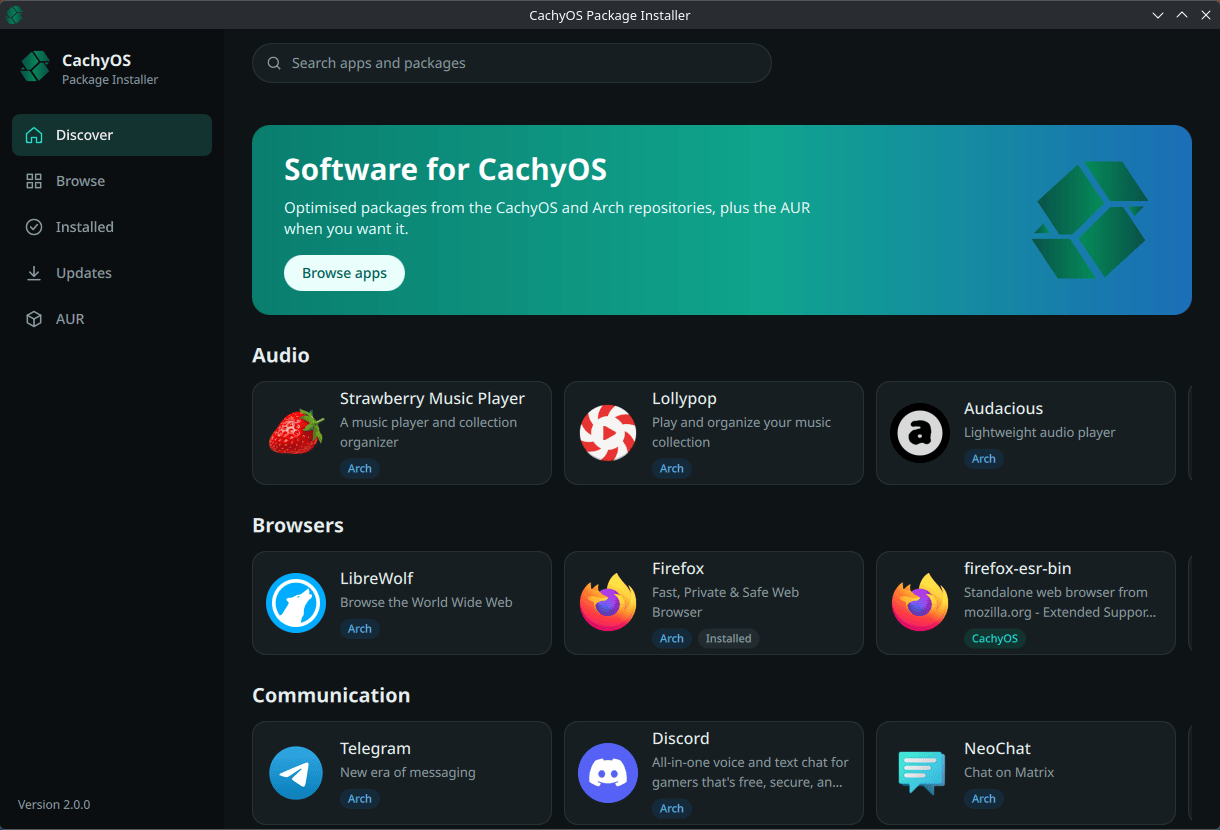 CachyOS Package Installer
CachyOS
Package Installer
Search apps and packages
Discover
Browse
Installed
Updates
AUR
Version 2.0.0
Software for CachyOS
Optimised packages from the CachyOS and Arch repositories, plus the AUR
when you want it.
Browse apps
Audio
Strawberry Music Player
A music player and collection
organizer
Arch
Lollypop
Play and organize your music
collection
Arch
Audacious
Lightweight audio player
Arch
Browsers
LibreWolf
Browse the World Wide Web
Arch
Firefox
Fast, Private & Safe Web
Browser
Arch Installed
firefox-esr-bin
Standalone web browser from
mozilla.org - Extended Suppor...
CachyOS
Communication
Telegram
New era of messaging
Arch
Discord
All-in-one voice and text chat for
gamers that's free, secure, an...
Arch
NeoChat
Chat on Matrix
Arch